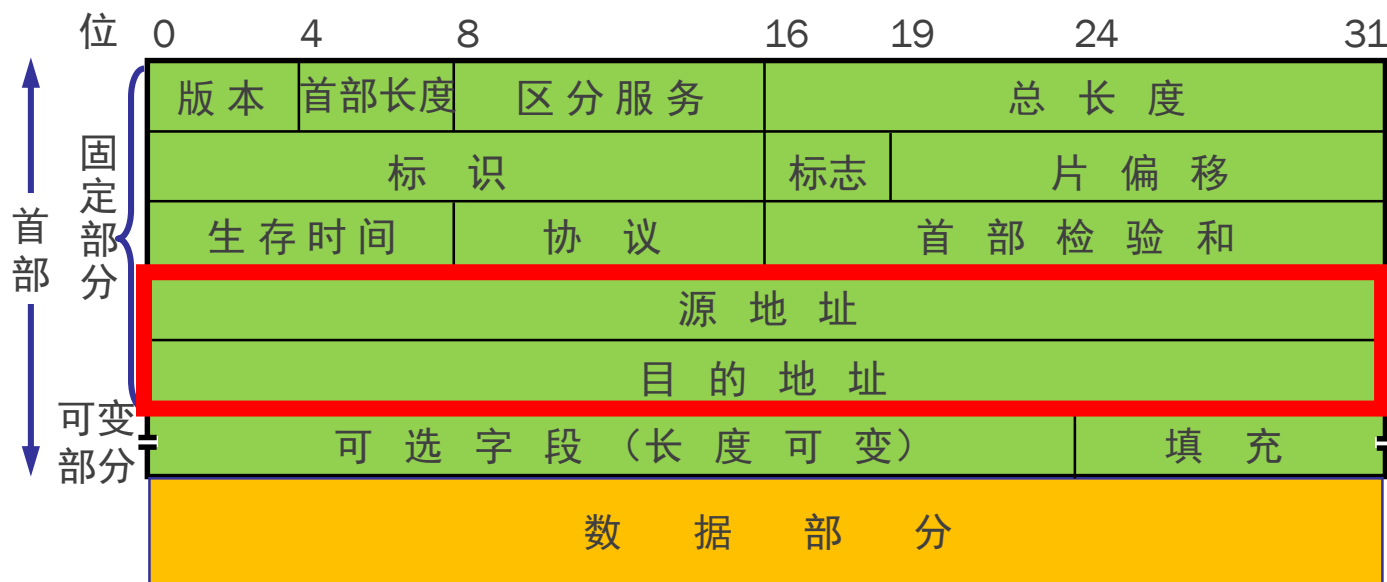 位 0 4 8 16 19 24 31
版本 首部长度 区分服务 总长度
标识 标志 片偏移
生存时间 协议 首部检验和
源地址
目的地址
可选字段（长度可变） 填充
数据部分
首部
固定部分
可变部分